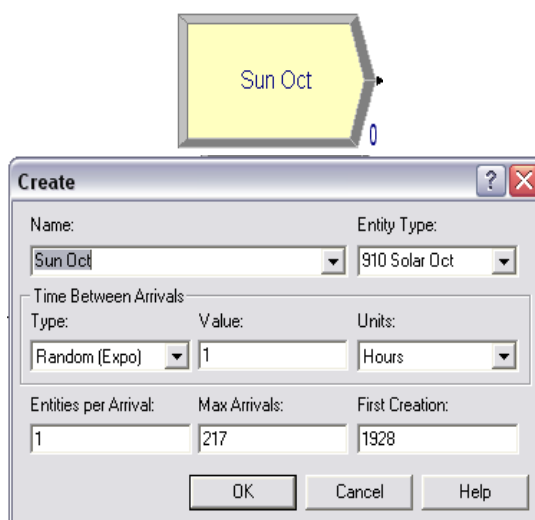 Sun Oct
0
Create
Name: Entity Type:
Sun Oct 910 Solar Oct
Time Between Arrivals
Type: Value: Units:
Random (Expo) 1 Hours
Entities per Arrival: Max Arrivals: First Creation:
1 217 1928
OK Cancel Help